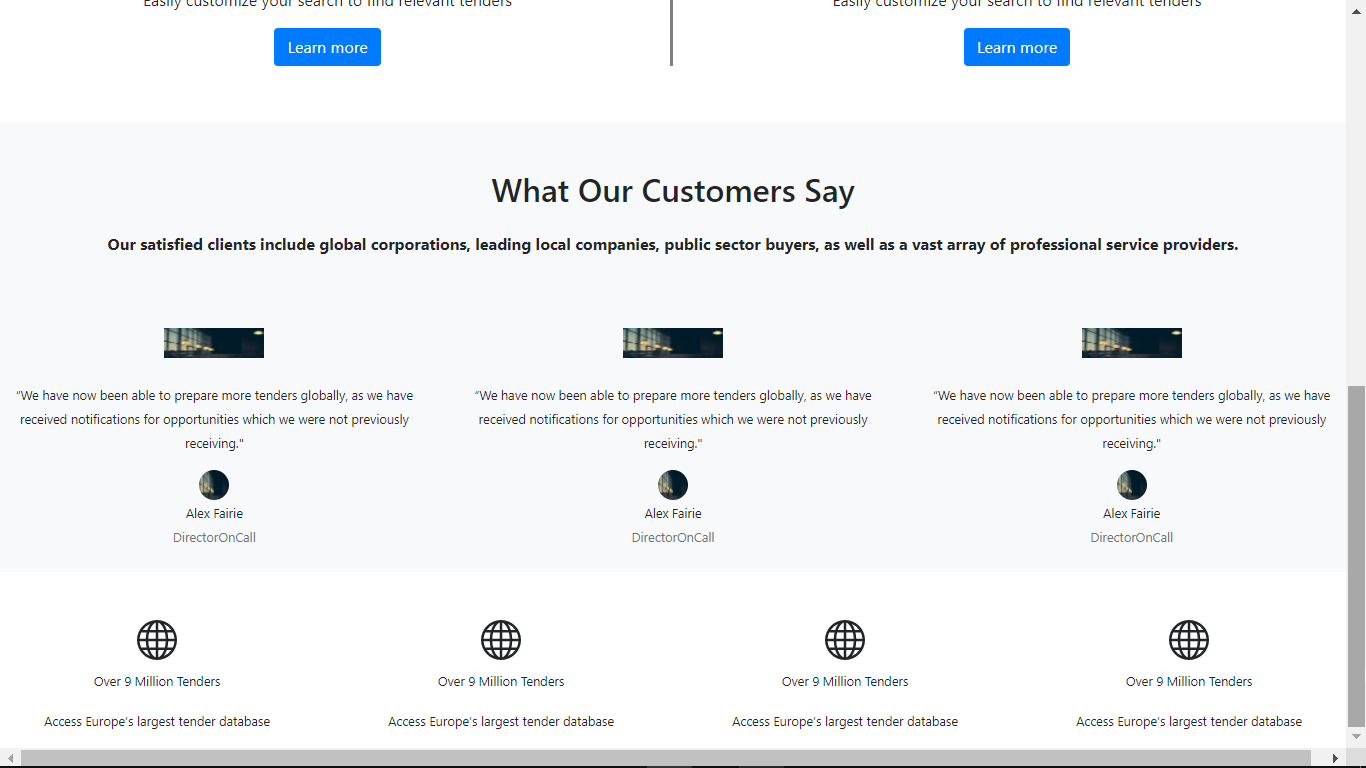 Easily customize your search to find relevant tenders
Easily customize your search to find relevant tenders
Learn more
Learn more
What Our Customers Say
Our satisfied clients include global corporations, leading local companies, public sector buyers, as well as a vast array of professional service providers.
“We have now been able to prepare more tenders globally, as we have
received notifications for opportunities which we were not previously
receiving."
Alex Fairie
DirectorOnCall
“We have now been able to prepare more tenders globally, as we have
received notifications for opportunities which we were not previously
receiving."
Alex Fairie
DirectorOnCall
“We have now been able to prepare more tenders globally, as we have
received notifications for opportunities which we were not previously
receiving."
Alex Fairie
DirectorOnCall
Over 9 Million Tenders
Access Europe’s largest tender database
Over 9 Million Tenders
Access Europe’s largest tender database
Over 9 Million Tenders
Access Europe’s largest tender database
Over 9 Million Tenders
Access Europe’s largest tender database